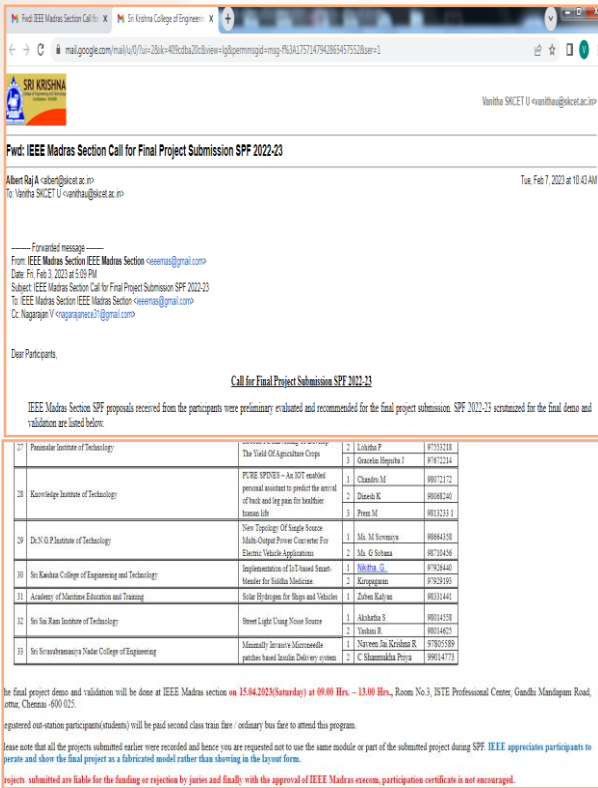 Fwd: IEEE Madras Section Call fo X
Sri Krishna College of Engineerin X
mail.google.com/mail/u/0/?ui=2&ik=409cdba20c&view=lg&permmsgid=msg-f%3A1757147942865457552&ser=1
SRI KRISHNA
Vanitha SKCET U <vanithau@skcet.ac.in>
Fwd: IEEE Madras Section Call for Final Project Submission SPF 2022-23
Albert Raj A <albert@skcet.ac.in>
Tue, Feb 7, 2023 at 10:43 AM
To: Vanitha SKCET U <vanithau@skcet.ac.in>
---------- Forwarded message ---------
From: IEEE Madras Section IEEE Madras Section <ieeemas@gmail.com>
Date: Fri, Feb 3, 2023 at 5:09 PM
Subject: IEEE Madras Section Call for Final Project Submission SPF 2022-23
To: IEEE Madras Section IEEE Madras Section <ieeemas@gmail.com>
Cc: Nagarajan V <nagarajanece31@gmail.com>
Dear Participants,
Call for Final Project Submission SPF 2022-23
IEEE Madras Section SPF proposals received from the participants were preliminary evaluated and recommended for the final project submission. SPF 2022-23 scrutinized for the final demo and
validation are listed below.
27 Panimalar Institute of Technology
The Yield Of Agriculture Crops
2 Lohitha P 97553218
3 Gracelin Hepsiba J 97672214
28 Knowledge Institute of Technology
PURE SPINES – An IOT enabled
personal assistant to predict the arrival
of back and leg pain for healthier
human life
1 Chandru M 98072172
2 Dinesh K 98068240
3 Prem M 9813233 1
29 Dr.N.G.P.Institute of Technology
New Topology Of Single Source
Multi-Output Power Converter For
Electric Vehicle Applications
1 Ms. M Sowmiya 98664358
2 Ms. G Sobana 98710456
30 Sri Krishna College of Engineering and Technology
Implementation of IoT-based Smart-
blender for Siddha Medicine.
1 Nikitha. G. 97926440
2 Kiropagaran 97929193
31 Academy of Maritime Education and Training
Solar Hydrogen for Ships and Vehicles
1 Zuben Kalyan 98331441
32 Sri Sai Ram Institute of Technology
Street Light Using Noise Source
1 Akshatha S 98014558
2 Yashini R 98014625
33 Sri Sivasubramaniya Nadar College of Engineering
Minimally Invasive Microneedle
patches based Insulin Delivery system
1 Naveen Jai Krishna R 97805589
2 C Shanmukha Priya 99014773
he final project demo and validation will be done at IEEE Madras section on 15.04.2023(Saturday) at 09.00 Hrs. – 13.00 Hrs., Room No.3, ISTE Professional Center, Gandhi Mandapam Road,
ottur, Chennai -600 025.
egistered out-station participants(students) will be paid second class train fare / ordinary bus fare to attend this program.
lease note that all the projects submitted earlier were recorded and hence you are requested not to use the same module or part of the submitted project during SPF. IEEE appreciates participants to
perate and show the final project as a fabricated model rather than showing in the layout form.
rojects submitted are liable for the funding or rejection by juries and finally with the approval of IEEE Madras execom, participation certificate is not encouraged.